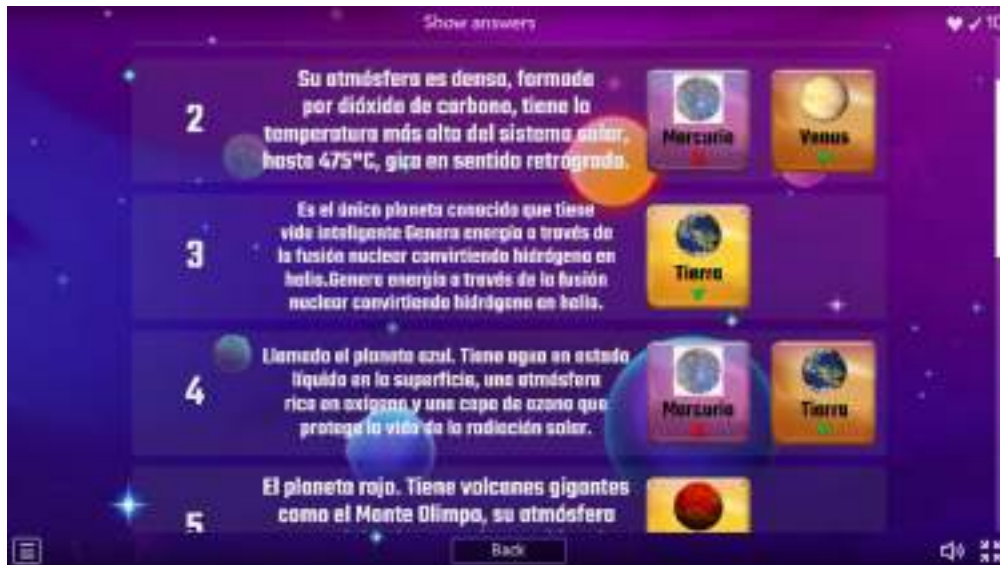 Show answers
10
2
Su atmósfera es densa, formada
por dióxido de carbono, tiene la
temperatura más alta del sistema solar,
hasta 475°C, gira en sentido retrógrado.
Mercurio
Venus
3
Es el único planeta conocido que tiene
vida inteligente Genera energía a través de
la fusión nuclear convirtiendo hidrógeno en
helio.Genera energía a través de la fusión
nuclear convirtiendo hidrógeno en helio.
Tierra
4
Llamado el planeta azul. Tiene agua en estado
líquido en la superficie, una atmósfera
rica en oxígeno y una capa de ozono que
protege la vida de la radiación solar.
Mercurio
Tierra
5
El planeta rojo. Tiene volcanes gigantes
como el Monte Olimpo, su atmósfera
Back